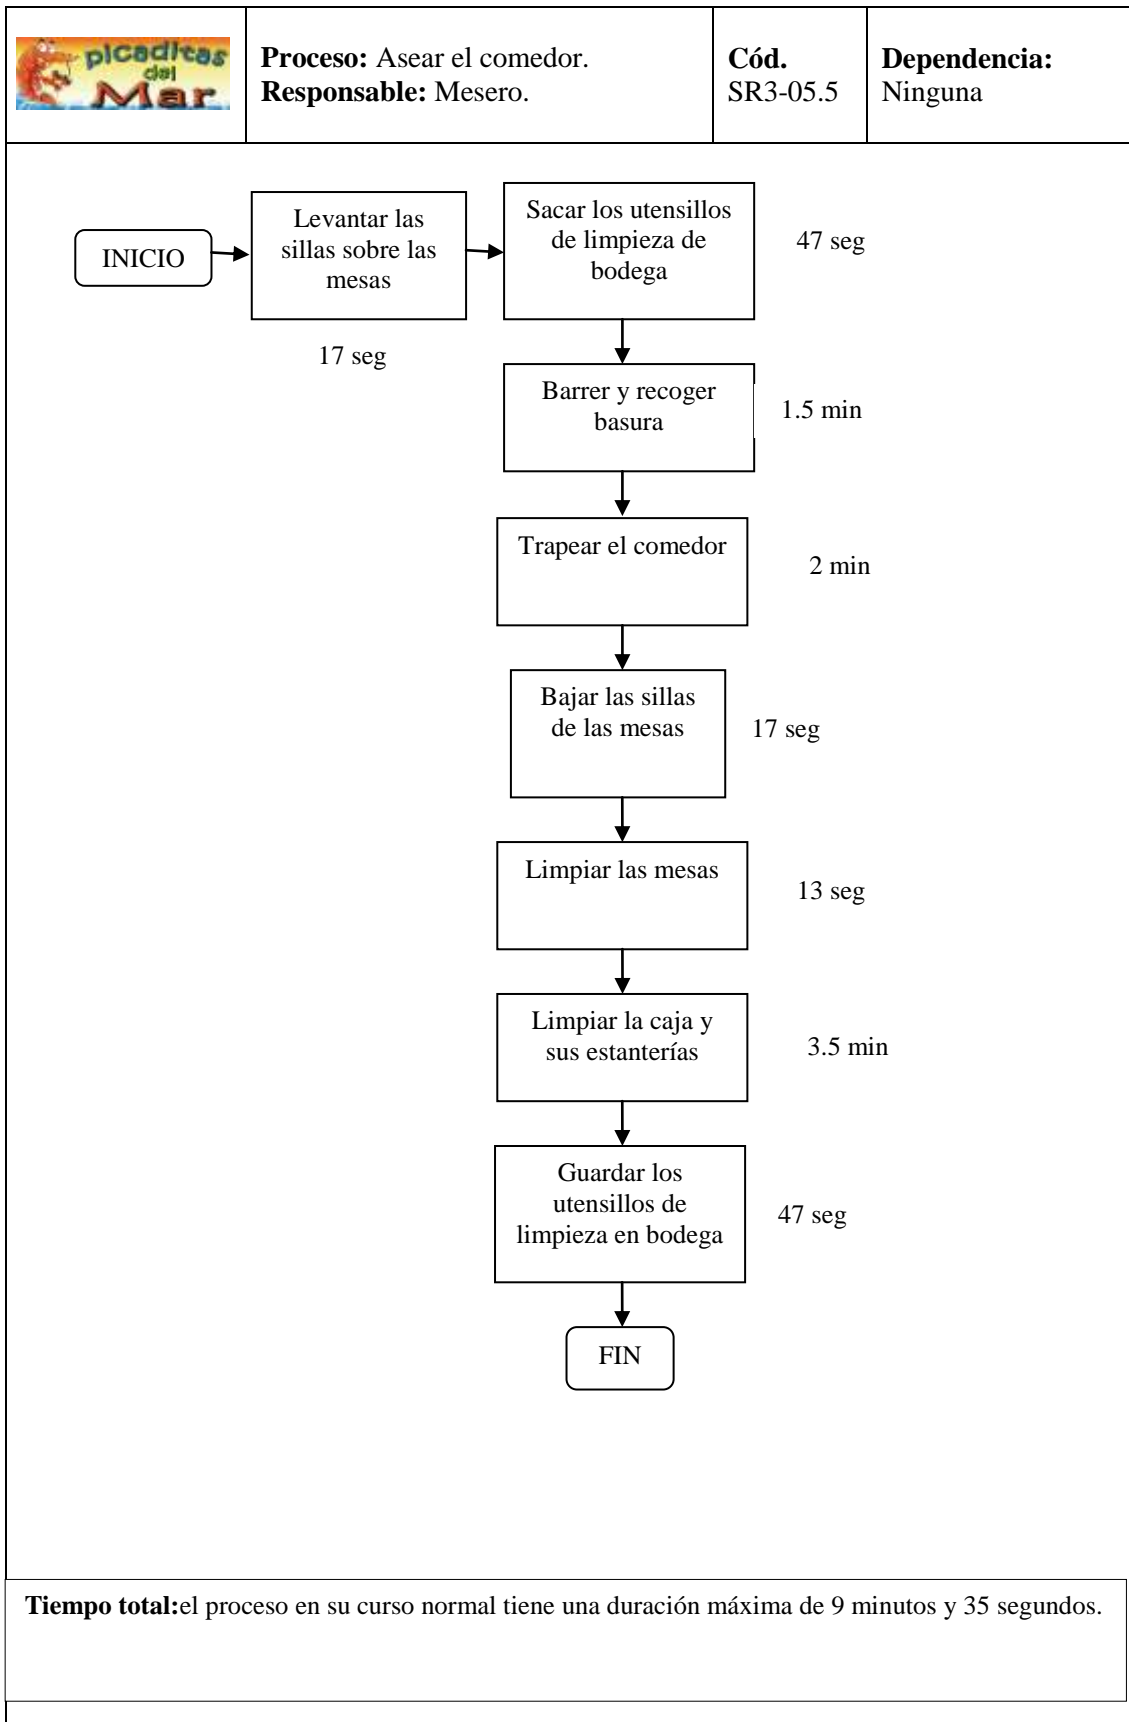 picaditas
del
Mar
Proceso: Asear el comedor.
Responsable: Mesero.
Cód.
SR3-05.5
Dependencia:
Ninguna
INICIO
Levantar las
sillas sobre las
mesas
17 seg
Sacar los utensillos
de limpieza de
bodega
47 seg
Barrer y recoger
basura
1.5 min
Trapear el comedor
2 min
Bajar las sillas
de las mesas
17 seg
Limpiar las mesas
13 seg
Limpiar la caja y
sus estanterías
3.5 min
Guardar los
utensillos de
limpieza en bodega
47 seg
FIN
Tiempo total:el proceso en su curso normal tiene una duración máxima de 9 minutos y 35 segundos.